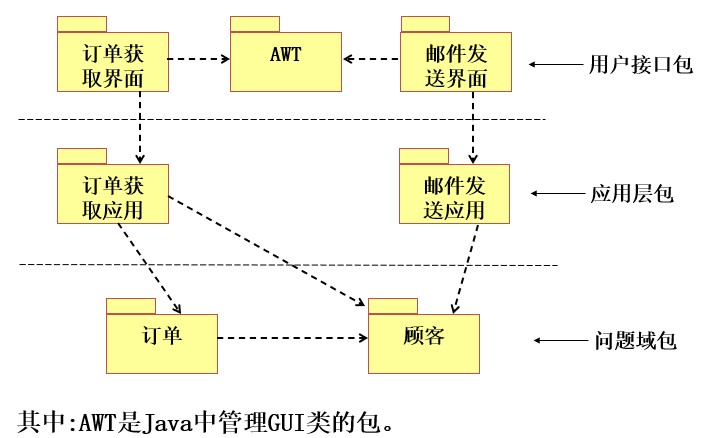 订单获
取界面
AWT
邮件发
送界面
用户接口包
订单获
取应用
邮件发
送应用
应用层包
订单
顾客
问题域包
其中:AWT是Java中管理GUI类的包。